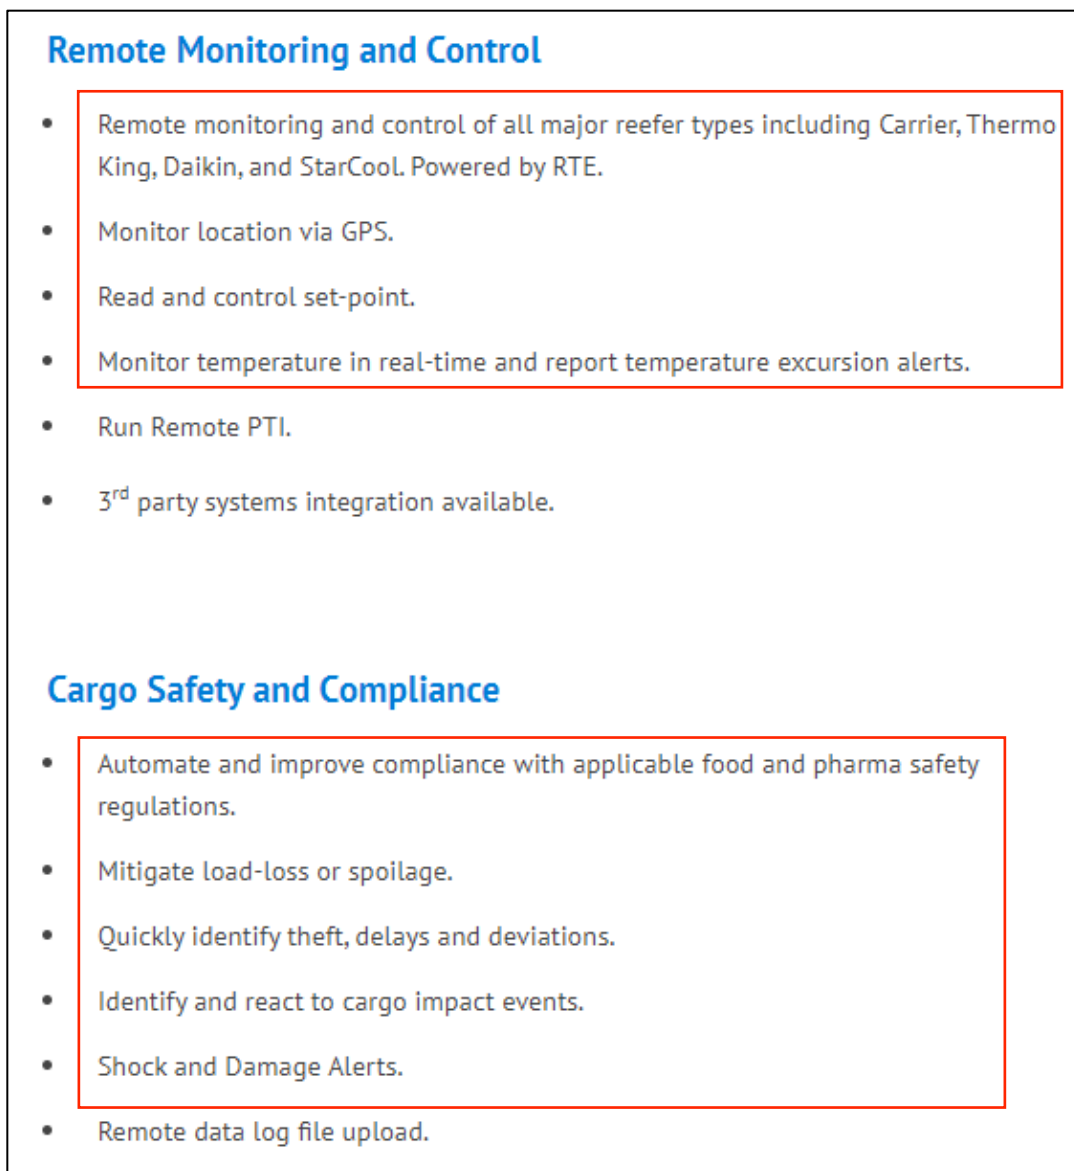 Remote Monitoring and Control
• Remote monitoring and control of all major reefer types including Carrier, Thermo
King, Daikin, and StarCool. Powered by RTE.
• Monitor location via GPS.
• Read and control set-point.
• Monitor temperature in real-time and report temperature excursion alerts.
• Run Remote PTI.
• 3rd party systems integration available.
Cargo Safety and Compliance
• Automate and improve compliance with applicable food and pharma safety
regulations.
• Mitigate load-loss or spoilage.
• Quickly identify theft, delays and deviations.
• Identify and react to cargo impact events.
• Shock and Damage Alerts.
• Remote data log file upload.